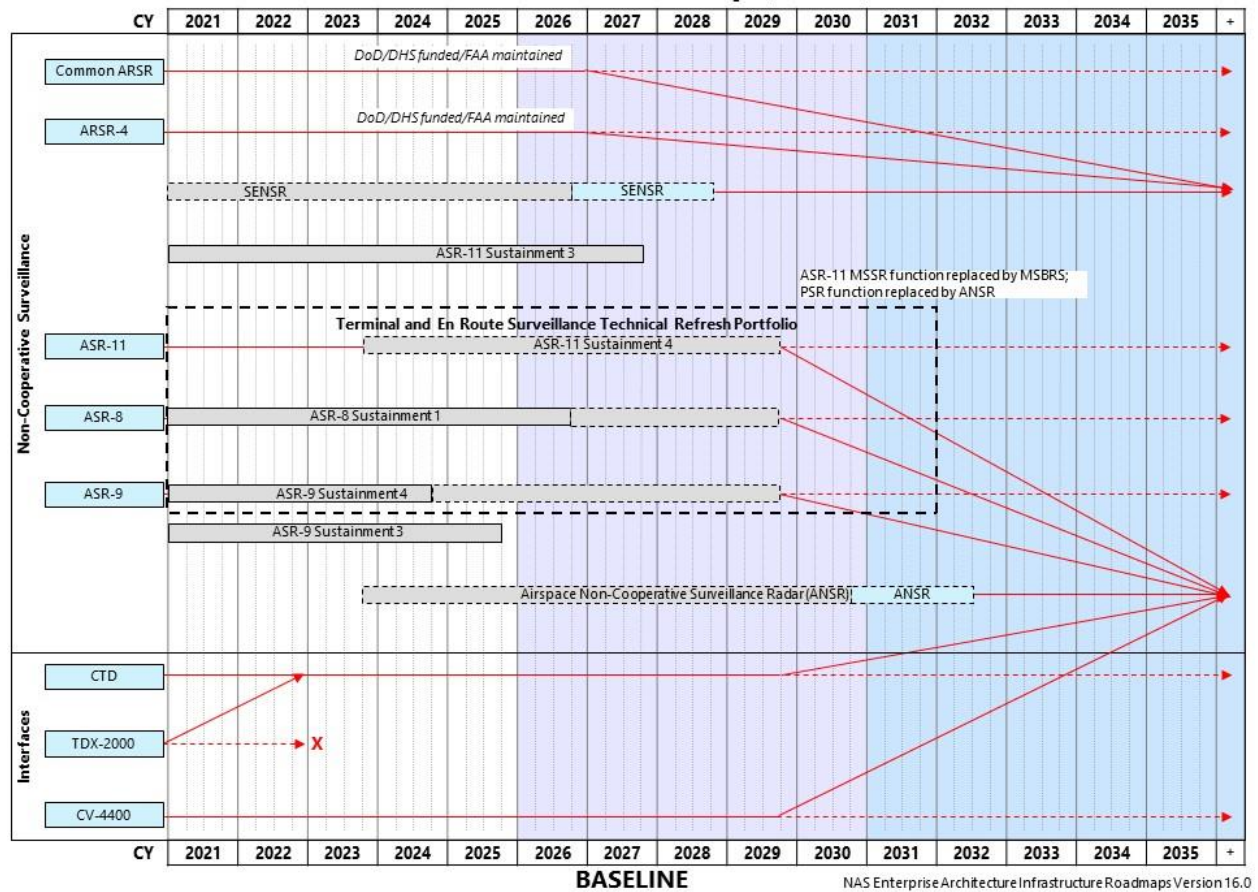 CY 2021 2022 2023 2024 2025 2026 2027 2028 2029 2030 2031 2032 2033 2034 2035 +
Non-Cooperative Surveillance
DoD/DHS funded/FAA maintained
Common ARSR
DoD/DHS funded/FAA maintained
ARSR-4
SENSR SENSR
ASR-11 Sustainment 3
ASR-11 MSSR function replaced by MSBRS;
PSR function replaced by ANSR
Terminal and En Route Surveillance Technical Refresh Portfolio
ASR-11 ASR-11 Sustainment 4
ASR-8 ASR-8 Sustainment 1
ASR-9 ASR-9 Sustainment 4
ASR-9 Sustainment 3
Airspace Non-Cooperative Surveillance Radar (ANSR) ANSR
Interfaces
CTD
TDX-2000 X
CV-4400
CY 2021 2022 2023 2024 2025 2026 2027 2028 2029 2030 2031 2032 2033 2034 2035 +
BASELINE
NAS Enterprise Architecture Infrastructure Roadmaps Version 16.0